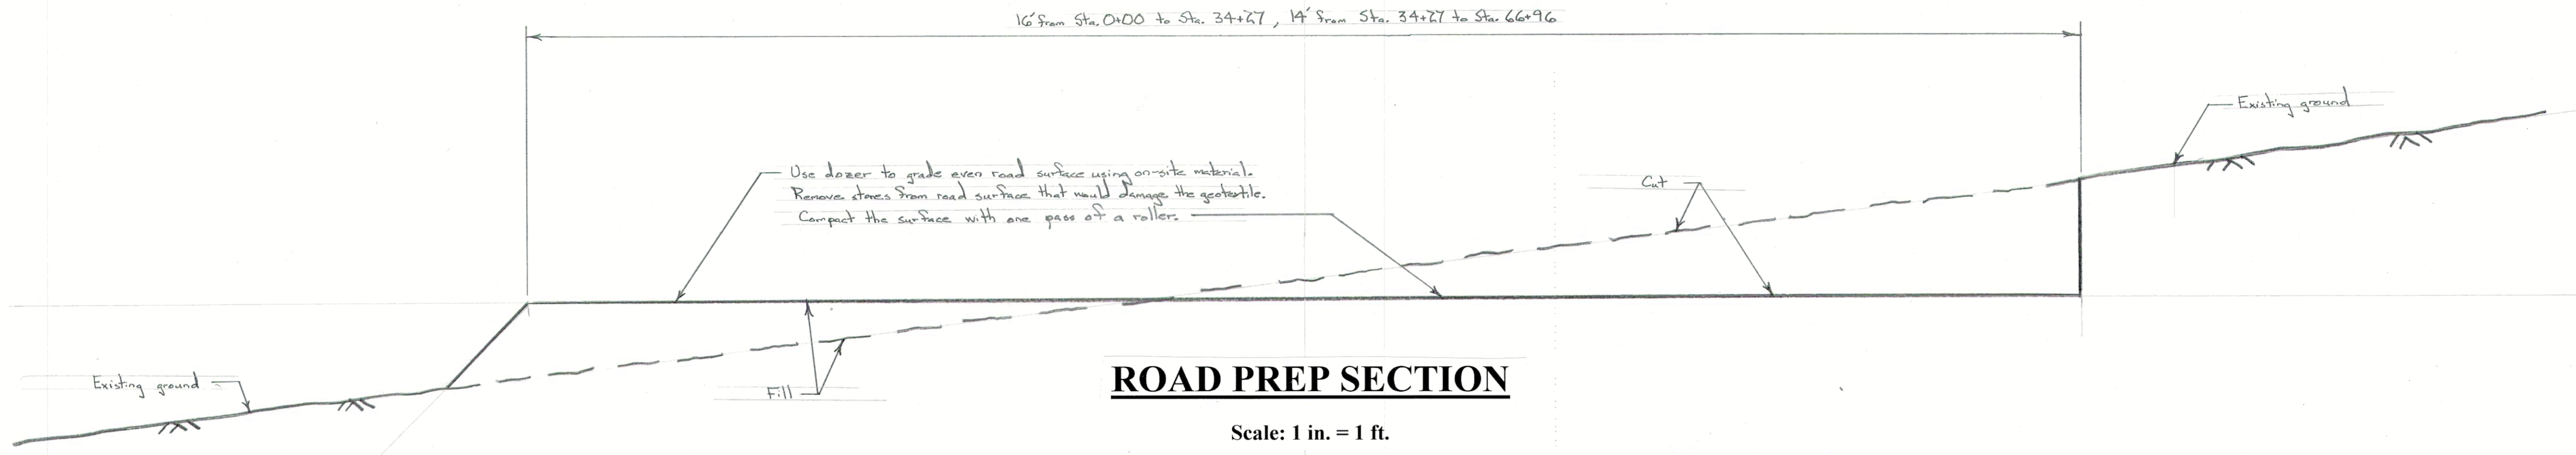 16' from Sta. 0+00 to Sta. 34+27, 14' from Sta. 34+27 to Sta. 66+96
Existing ground
Use dozer to grade even road surface using on-site material.
Remove stones from road surface that would damage the geotextile.
Compact the surface with one pass of a roller.
Cut
Existing ground
Fill
ROAD PREP SECTION
Scale: 1 in. = 1 ft.